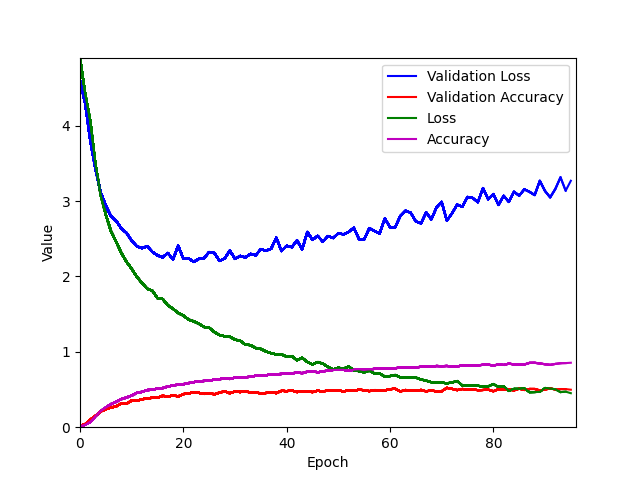 Validation Loss
Validation Accuracy
Loss
Accuracy
4
3
2
1
0
Value
0 20 40 60 80
Epoch